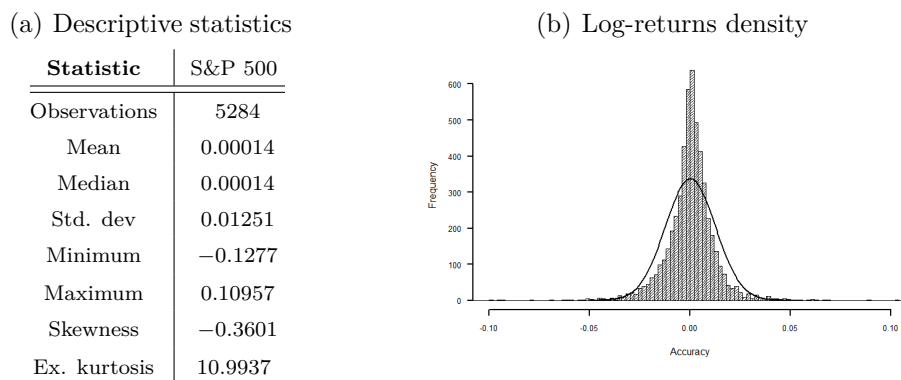 (a) Descriptive statistics
Statistic S&P 500
Observations 5284
Mean 0.00014
Median 0.00014
Std. dev 0.01251
Minimum −0.1277
Maximum 0.10957
Skewness −0.3601
Ex. kurtosis 10.9937
(b) Log-returns density
Frequency
600
500
400
300
200
100
0
-0.10 -0.05 0.00 0.05 0.10
Accuracy